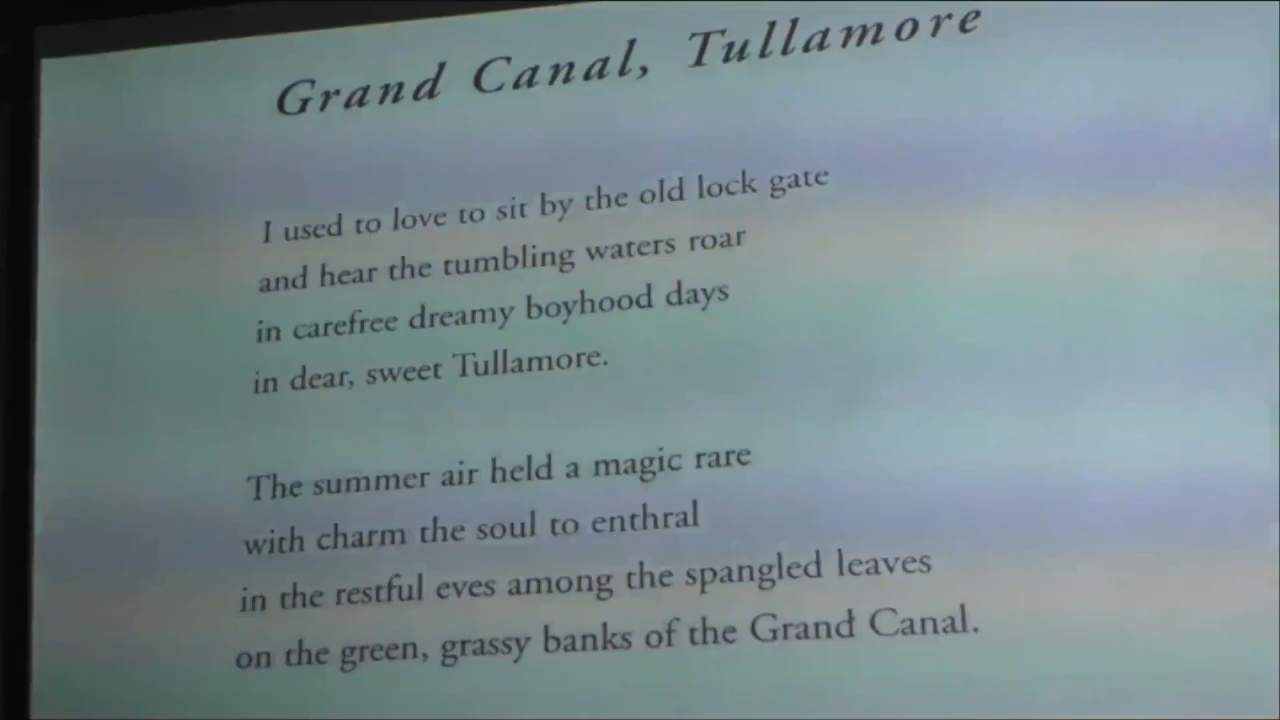 Grand Canal, Tullamore
I used to love to sit by the old lock gate
and hear the tumbling waters roar
in carefree dreamy boyhood days
in dear, sweet Tullamore.
The summer air held a magic rare
with charm the soul to enthral
in the restful eves among the spangled leaves
on the green, grassy banks of the Grand Canal.